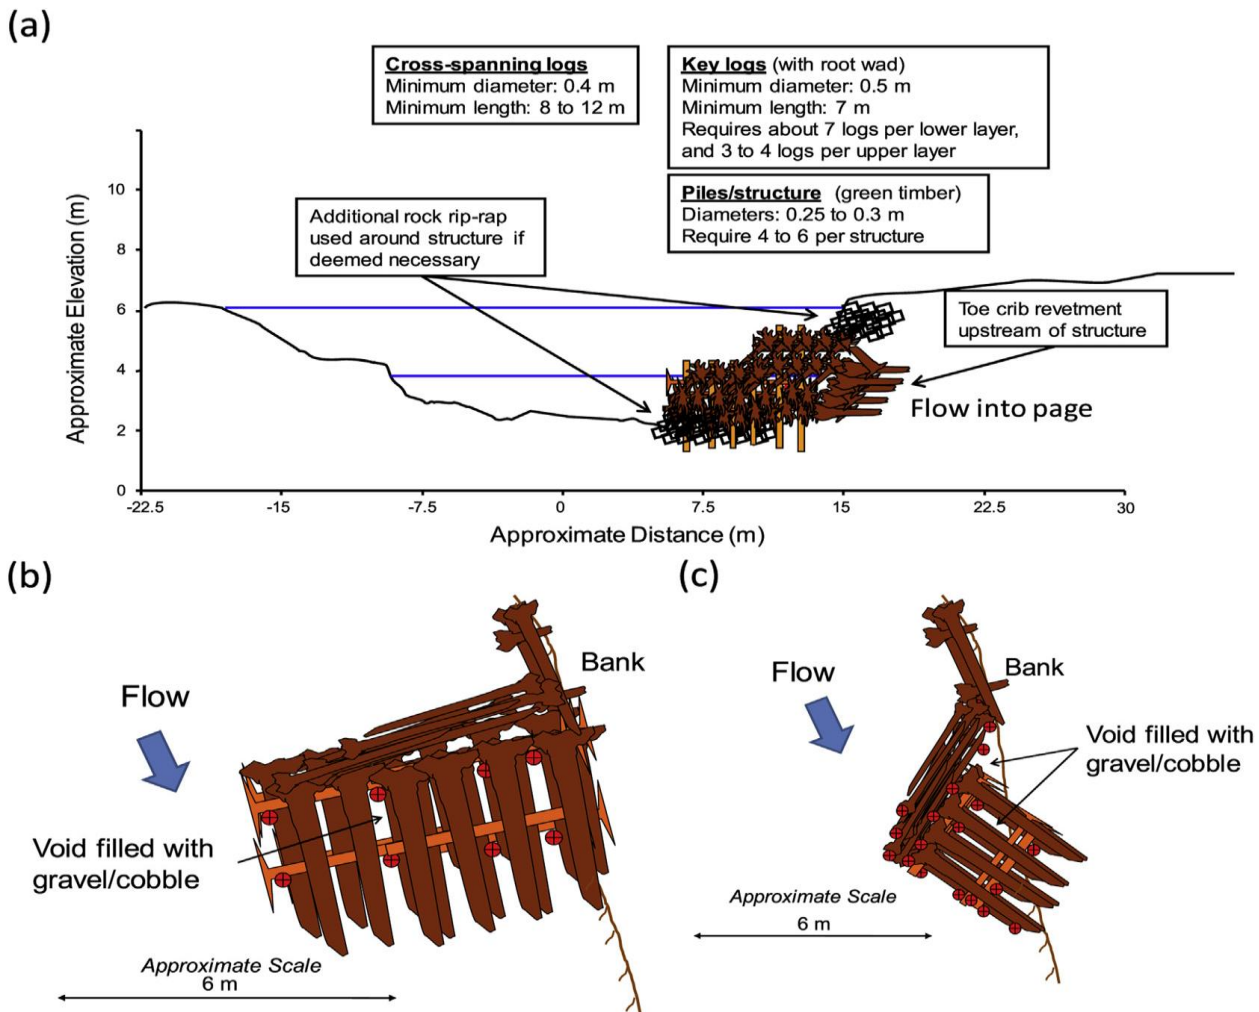 (a)
Cross-spanning logs
Minimum diameter: 0.4 m
Minimum length: 8 to 12 m
Key logs (with root wad)
Minimum diameter: 0.5 m
Minimum length: 7 m
Requires about 7 logs per lower layer,
and 3 to 4 logs per upper layer
Piles/structure (green timber)
Diameters: 0.25 to 0.3 m
Require 4 to 6 per structure
Additional rock rip-rap
used around structure if
deemed necessary
Toe crib revetment
upstream of structure
Flow into page
Approximate Elevation (m)
10
8
6
4
2
0
-22.5
-15
-7.5
0
7.5
15
22.5
30
Approximate Distance (m)
(b)
Flow
Bank
Void filled with
gravel/cobble
Approximate Scale
6 m
(c)
Flow
Bank
Void filled with
gravel/cobble
Approximate Scale
6 m